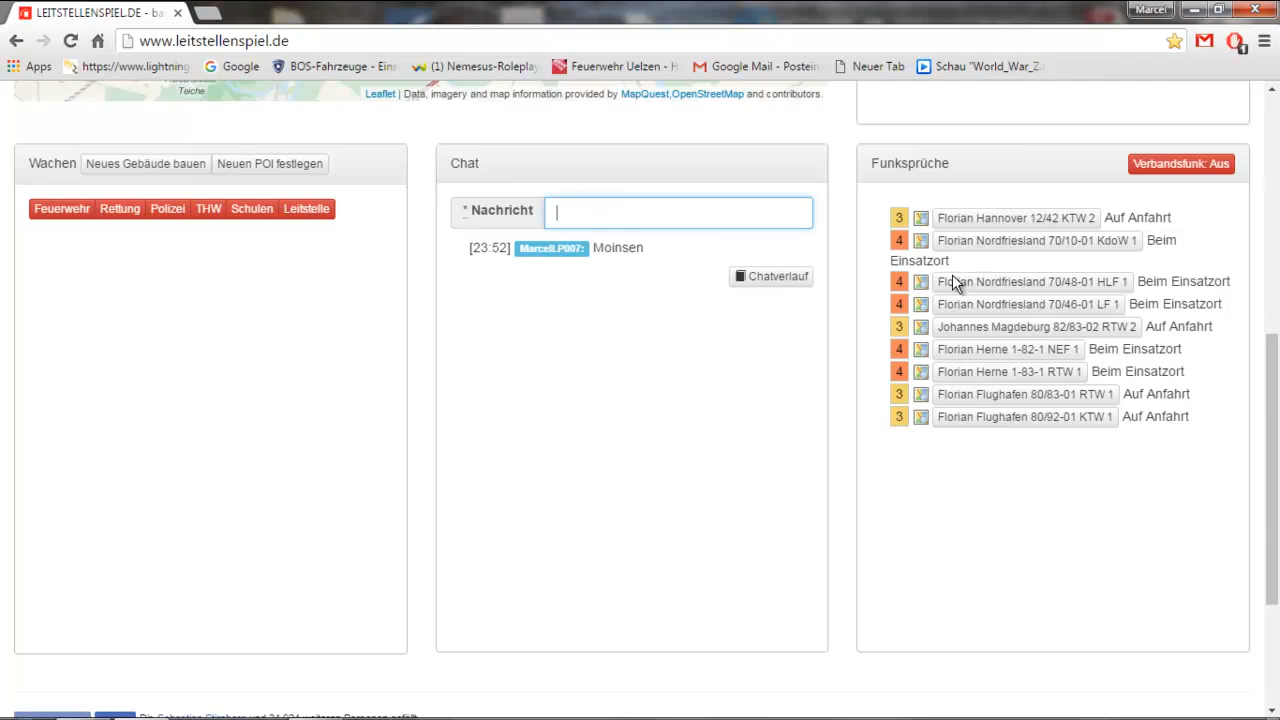 LEITSTELLENSPIEL.DE - ba
Marcel
www.leitstellenspiel.de
Apps
https://www.lightning
Google
BOS-Fahrzeuge - Eins
(1) Nemesus-Roleplay
Feuerwehr Uelzen - H
Google Mail - Postein
Neuer Tab
Schau "World_War_Z
Teiche
Leaflet | Data, imagery and map information provided by MapQuest,OpenStreetMap and contributors.
Wachen
Neues Gebäude bauen
Neuen POI festlegen
Feuerwehr
Rettung
Polizei
THW
Schulen
Leitstelle
Chat
* Nachricht
[23:52] MarcelLP007: Moinsen
Chatverlauf
Funksprüche
Verbandsfunk: Aus
3 Florian Hannover 12/42 KTW 2 Auf Anfahrt
4 Florian Nordfriesland 70/10-01 KdoW 1 Beim
Einsatzort
4 Florian Nordfriesland 70/48-01 HLF 1 Beim Einsatzort
4 Florian Nordfriesland 70/46-01 LF 1 Beim Einsatzort
3 Johannes Magdeburg 82/83-02 RTW 2 Auf Anfahrt
4 Florian Herne 1-82-1 NEF 1 Beim Einsatzort
4 Florian Herne 1-83-1 RTW 1 Beim Einsatzort
3 Florian Flughafen 80/83-01 RTW 1 Auf Anfahrt
3 Florian Flughafen 80/92-01 KTW 1 Auf Anfahrt